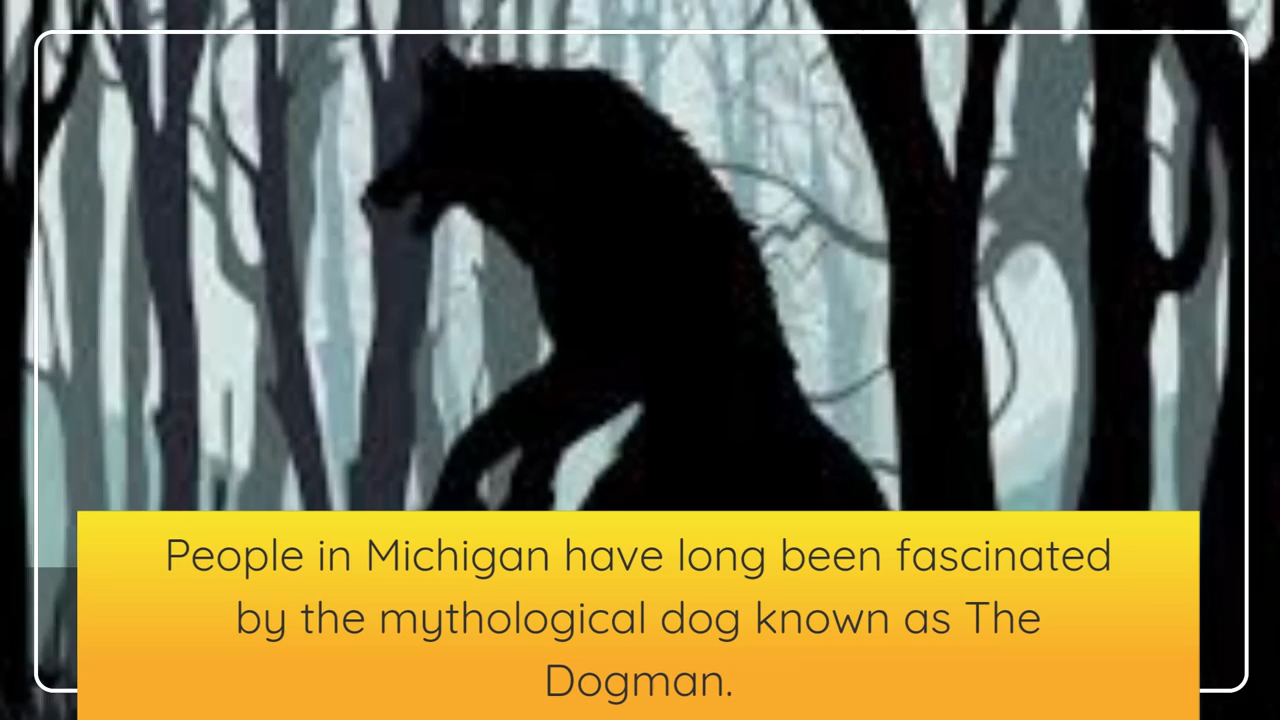 People in Michigan have long been fascinated
by the mythological dog known as The
Dogman.